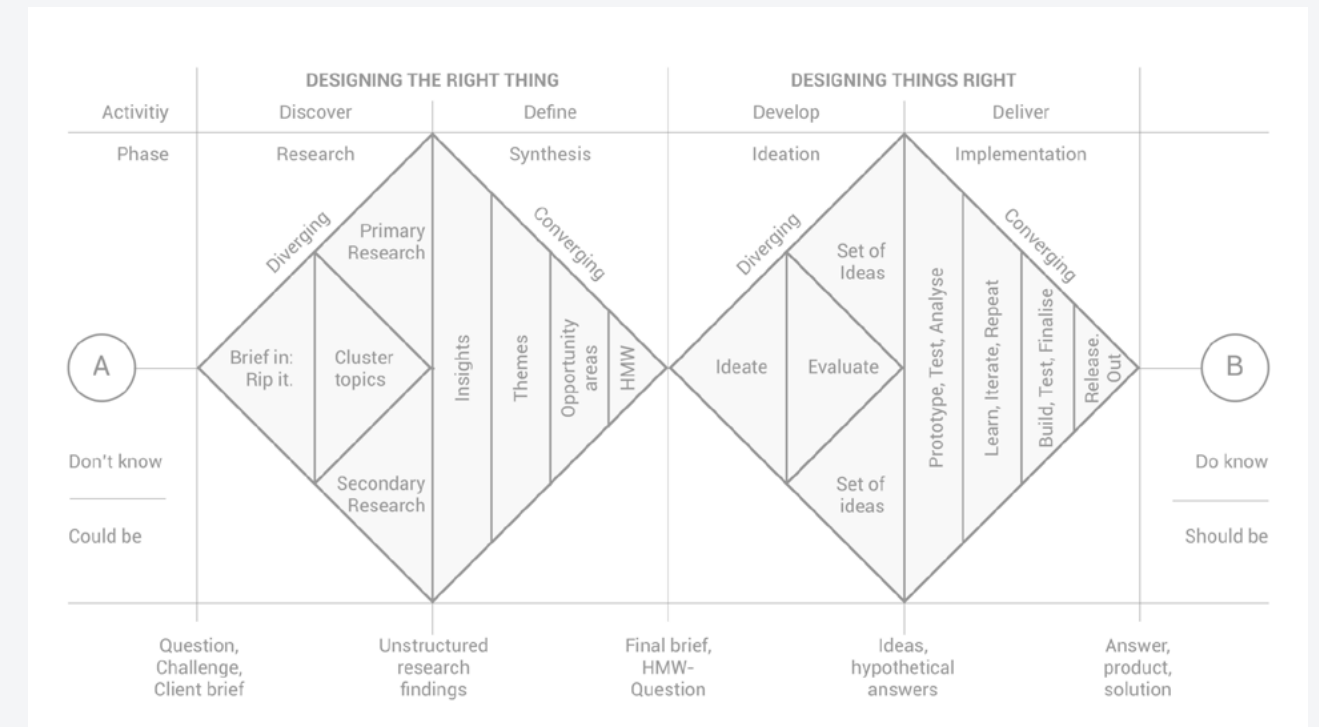 DESIGNING THE RIGHT THING
DESIGNING THINGS RIGHT
Activitiy
Discover
Define
Develop
Deliver
Phase
Research
Synthesis
Ideation
Implementation
Diverging
Primary
Research
Converging
Diverging
Set of
Ideas
Converging
A
Brief in:
Rip it.
Cluster
topics
Insights
Themes
Opportunity
areas
HMW
Ideate
Evaluate
Prototype, Test, Analyse
Learn, Iterate, Repeat
Build, Test, Finalise
Release.
Out
B
Don't know
Could be
Secondary
Research
Set of
ideas
Do know
Should be
Question,
Challenge,
Client brief
Unstructured
research
findings
Final brief,
HMW-
Question
Ideas,
hypothetical
answers
Answer,
product,
solution